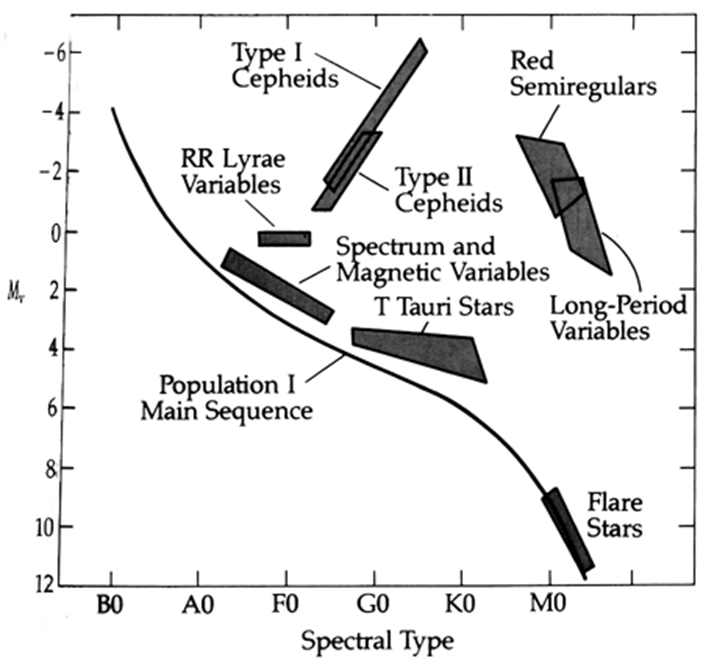 -6
-4
-2
0
2
4
6
8
10
12
M_v
Type I
Cepheids
Red
Semiregulars
RR Lyrae
Variables
Type II
Cepheids
Spectrum and
Magnetic Variables
T Tauri Stars
Long-Period
Variables
Population I
Main Sequence
Flare
Stars
B0 A0 F0 G0 K0 M0
Spectral Type